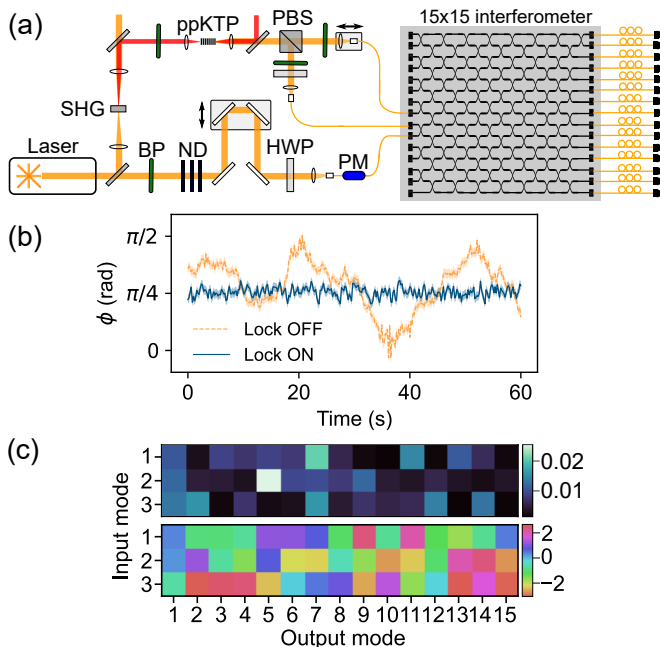 (a)
ppKTP
PBS
15x15 interferometer
SHG
Laser
BP
ND
HWP
PM
(b)
π/2
π/4
0
ϕ (rad)
Lock OFF
Lock ON
0 20 40 60
Time (s)
(c)
Input mode
1
2
3
0.02
0.01
1
2
3
2
0
−2
1 2 3 4 5 6 7 8 9 10 11 12 13 14 15
Output mode